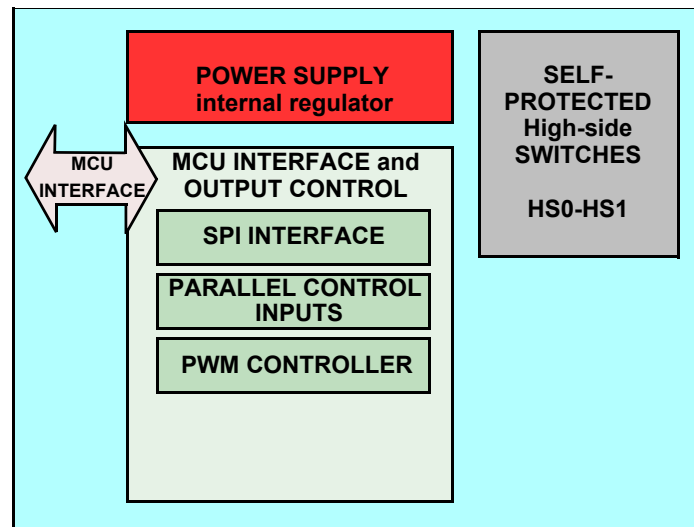 POWER SUPPLY
internal regulator
SELF-
PROTECTED
High-side
SWITCHES
HS0-HS1
MCU
INTERFACE
MCU INTERFACE and
OUTPUT CONTROL
SPI INTERFACE
PARALLEL CONTROL
INPUTS
PWM CONTROLLER